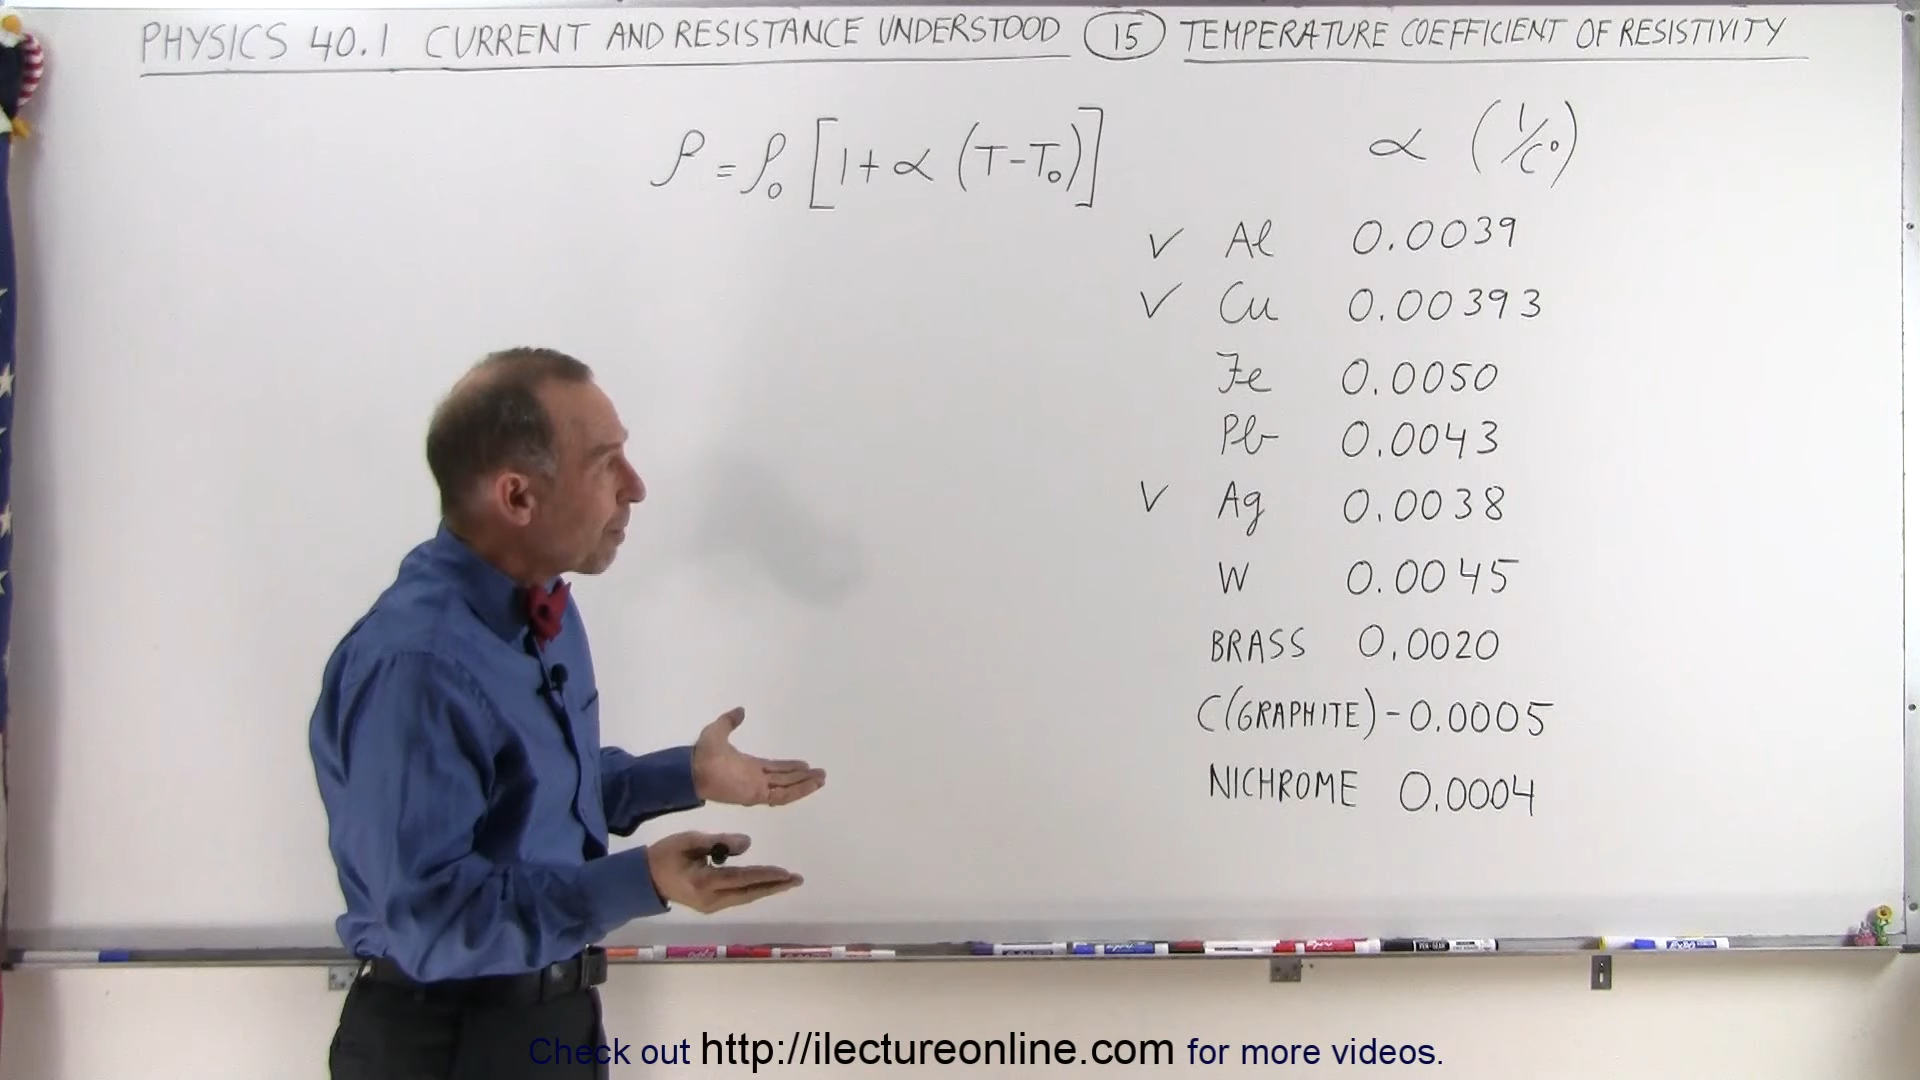 PHYSICS 40.1 CURRENT AND RESISTANCE UNDERSTOOD 15 TEMPERATURE COEFFICIENT OF RESISTIVITY
ρ = ρ₀ [1 + α (T - T₀)]
α (1/C°)
✓ Al 0.0039
✓ Cu 0.00393
Fe 0.0050
Pb 0.0043
✓ Ag 0.0038
W 0.0045
BRASS 0.0020
C (GRAPHITE) -0.0005
NICHROME 0.0004
Check out http://ilectureonline.com for more videos.